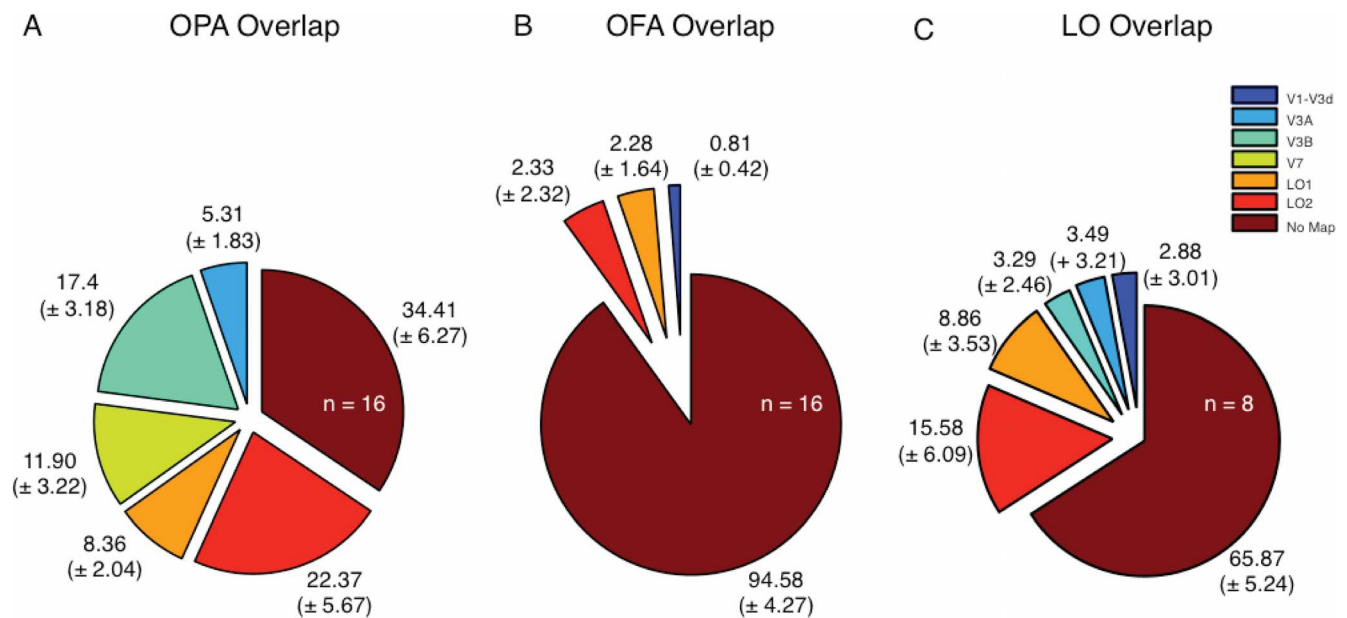 A
OPA Overlap
B
OFA Overlap
C
LO Overlap
V1-V3d
V3A
V3B
V7
LO1
LO2
No Map
5.31
(± 1.83)
17.4
(± 3.18)
34.41
(± 6.27)
n = 16
11.90
(± 3.22)
8.36
(± 2.04)
22.37
(± 5.67)
2.33
(± 2.32)
2.28
(± 1.64)
0.81
(± 0.42)
n = 16
94.58
(± 4.27)
3.49
(+ 3.21)
2.88
(± 3.01)
3.29
(± 2.46)
8.86
(± 3.53)
n = 8
15.58
(± 6.09)
65.87
(± 5.24)